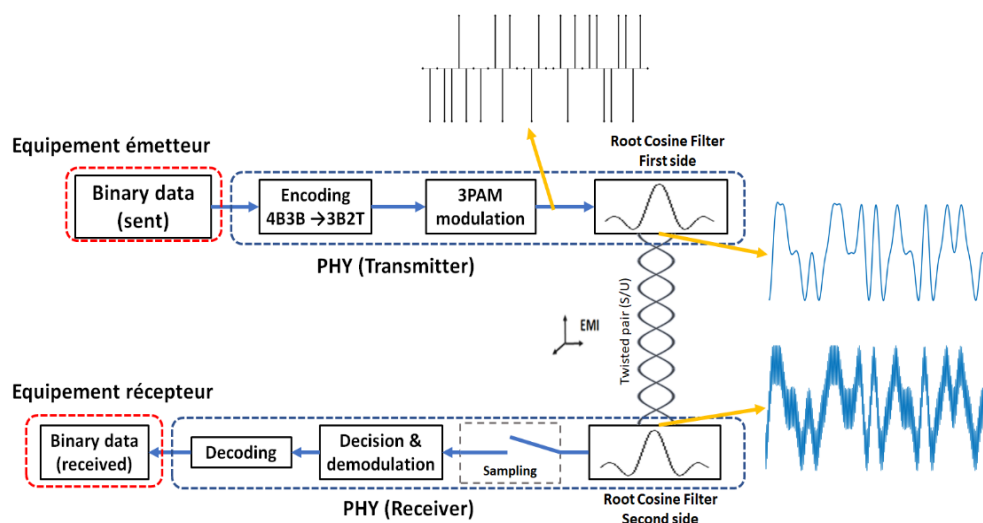 Root Cosine Filter
First side
Equipement émetteur
Binary data
(sent)
Encoding
4B3B →3B2T
3PAM
modulation
PHY (Transmitter)
Twisted pair (S/U)
EMI
Equipement récepteur
Binary data
(received)
Decoding
Decision &
demodulation
Sampling
PHY (Receiver)
Root Cosine Filter
Second side